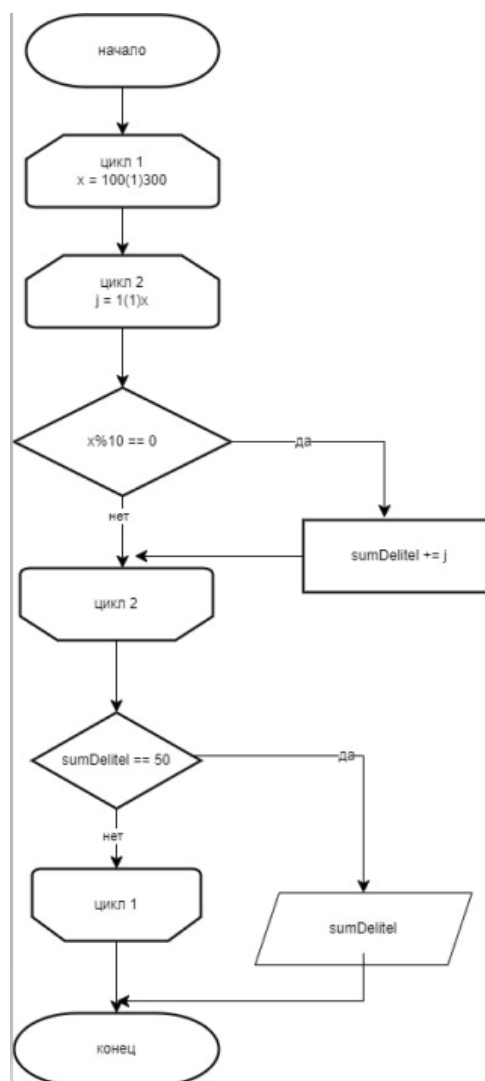 начало
цикл 1
x = 100(1)300
цикл 2
j = 1(1)x
x%10 == 0
да
нет
sumDelitel += j
цикл 2
sumDelitel == 50
да
нет
цикл 1
sumDelitel
конец